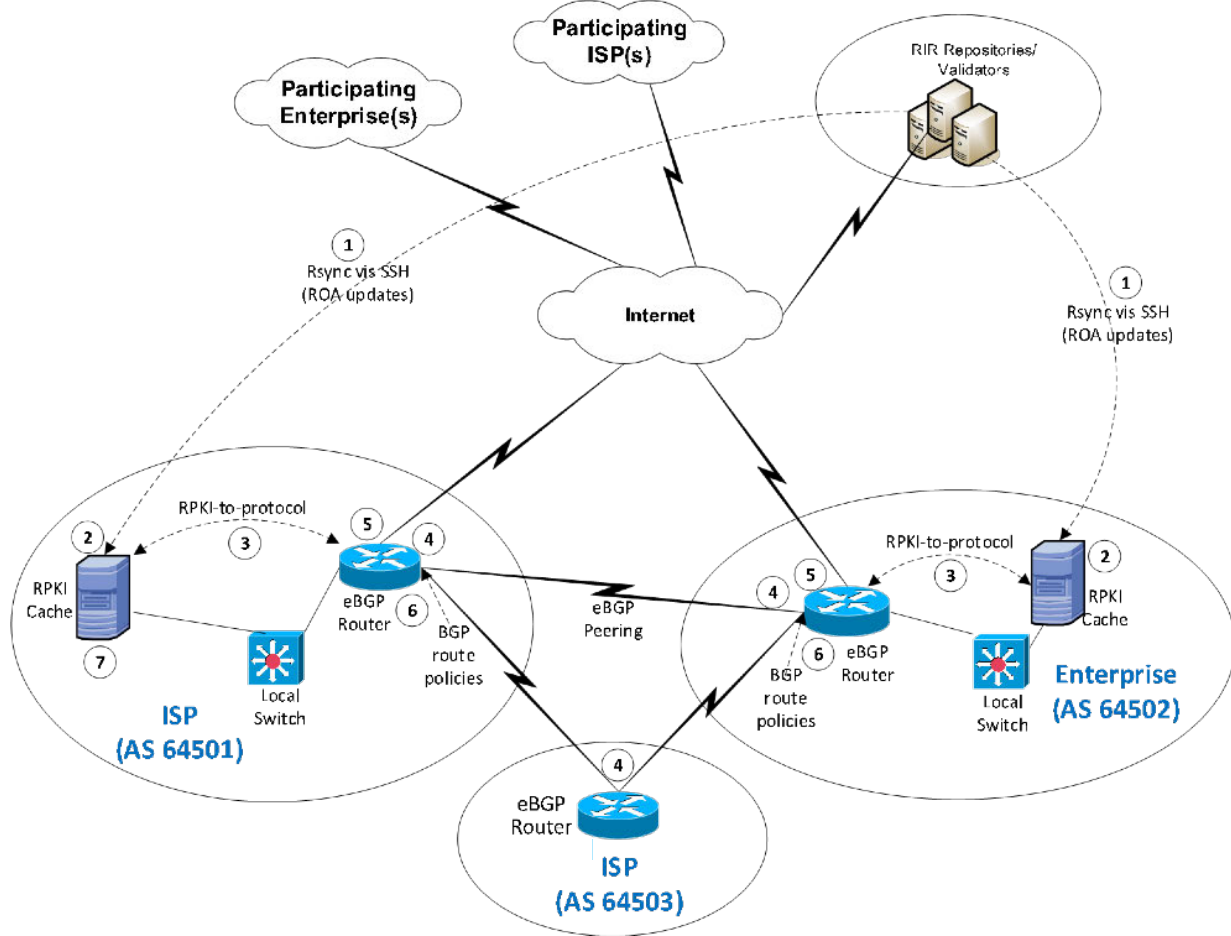 Participating
ISP(s)
Participating
Enterprise(s)
RIR Repositories/
Validators
1
Rsync vis SSH
(ROA updates)
1
Rsync vis SSH
(ROA updates)
Internet
RPKI-to-protocol
3
2
RPKI
Cache
7
5
4
6
eBGP
Router
BGP
route
policies
Local
Switch
ISP
(AS 64501)
eBGP
Peering
4
5
6
RPKI-to-protocol
3
2
RPKI
Cache
eBGP
Router
BGP
route
policies
Local
Switch
Enterprise
(AS 64502)
4
eBGP
Router
ISP
(AS 64503)